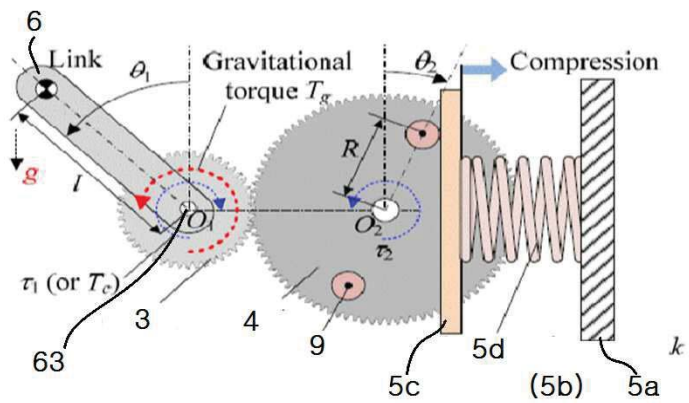 6
Link
θ1
Gravitational
torque Tg
θ2
Compression
g
l
R
O1
O2
τ2
τ1 (or Tc)
3
4
9
63
5c
5d
(5b)
5a
k